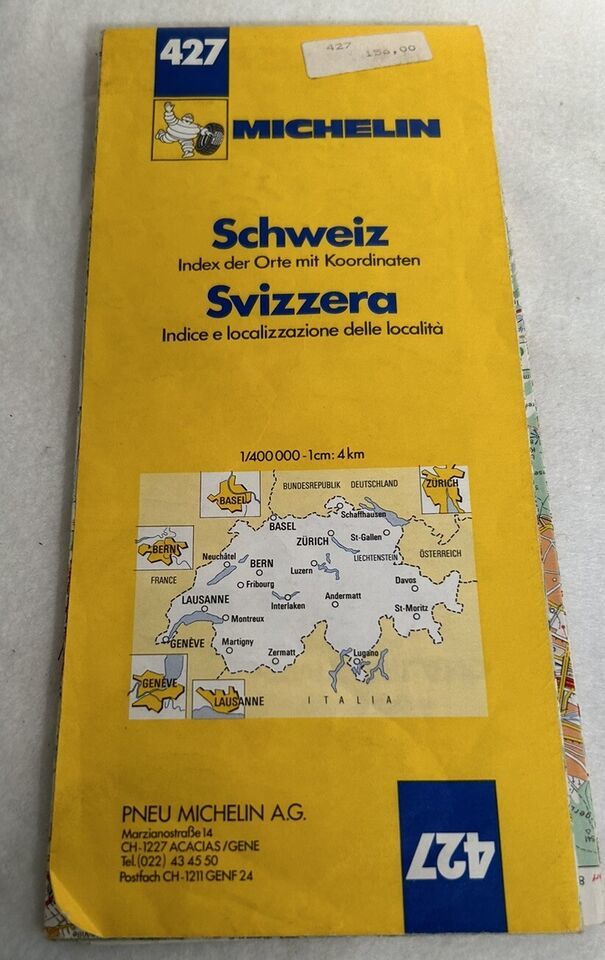 427
427 156,00
MICHELIN
Schweiz
Index der Orte mit Koordinaten
Svizzera
Indice e localizzazione delle località
1/400 000 - 1cm: 4 km
BASEL
BUNDESREPUBLIK DEUTSCHLAND
ZÜRICH
Schaffhausen
BASEL
ZÜRICH
St-Gallen
BERN
Neuchâtel
BERN
Luzern
LIECHTENSTEIN
ÖSTERREICH
FRANCE
Fribourg
Davos
LAUSANNE
Interlaken
Andermatt
St-Moritz
Montreux
GENÈVE
Martigny
Zermatt
Lugano
GENÈVE
LAUSANNE
ITALIA
PNEU MICHELIN A.G.
Marzianostraße 14
CH-1227 ACACIAS/GENE
Tel. (022) 43 45 50
Postfach CH-1211 GENF 24
427